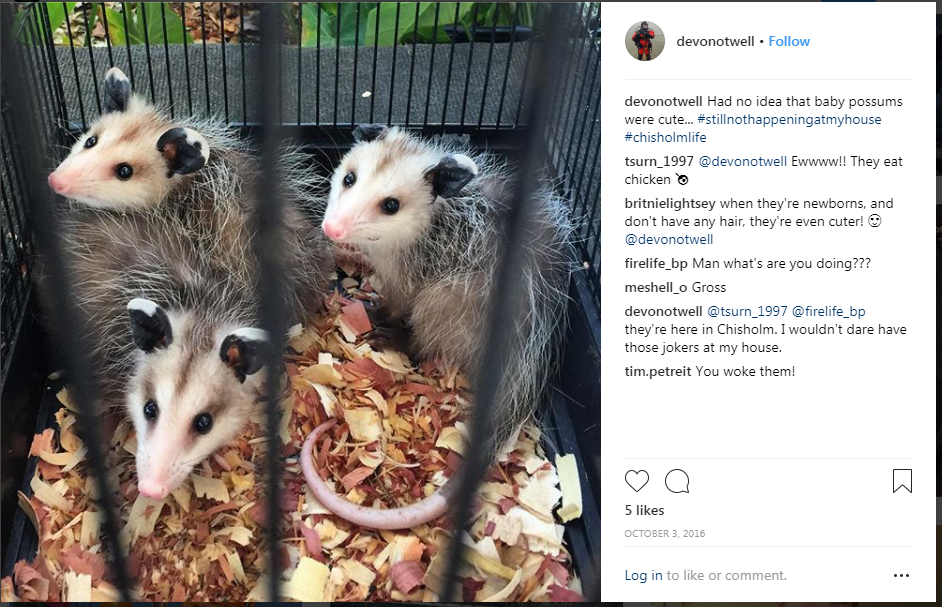 devonotwell • Follow
devonotwell Had no idea that baby possums
were cute... #stillnothappeningatmyhouse
#chisholmlife
tsurn_1997 @devonotwell Ewwww!! They eat
chicken
britnielightsey when they're newborns, and
don't have any hair, they're even cuter!
@devonotwell
firelife_bp Man what's are you doing???
meshell_o Gross
devonotwell @tsurn_1997 @firelife_bp
they're here in Chisholm. I wouldn't dare have
those jokers at my house.
tim.petreit You woke them!
5 likes
OCTOBER 3, 2016
Log in to like or comment.